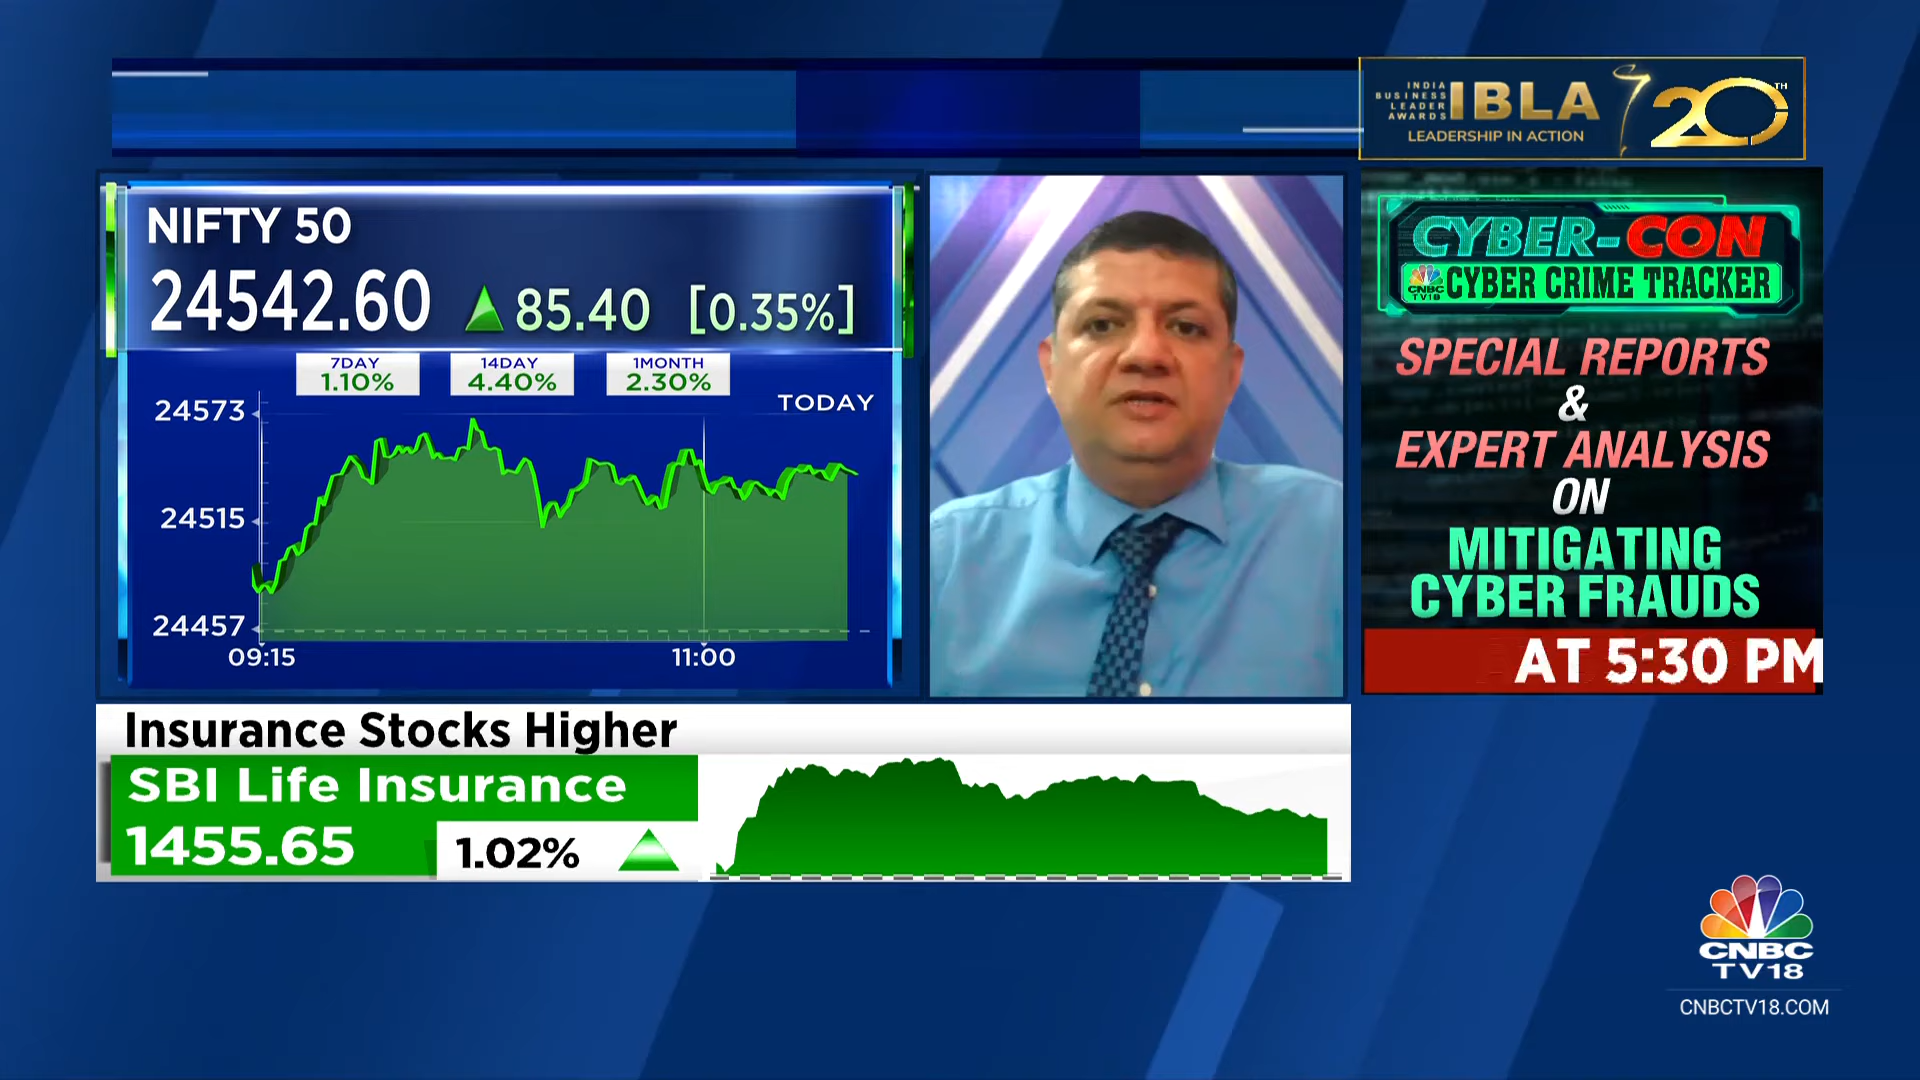 INDIA
BUSINESS
LEADER
AWARDS
IBLA
LEADERSHIP IN ACTION
20TH
NIFTY 50
24542.60 ▲ 85.40 [0.35%]
7DAY
1.10%
14DAY
4.40%
1MONTH
2.30%
TODAY
24573
24515
24457
09:15
11:00
CYBER-CON
CNBC
TV18
CYBER CRIME TRACKER
SPECIAL REPORTS
&
EXPERT ANALYSIS
ON
MITIGATING
CYBER FRAUDS
AT 5:30 PM
Insurance Stocks Higher
SBI Life Insurance
1455.65
1.02%
CNBC
TV18
CNBCTV18.COM